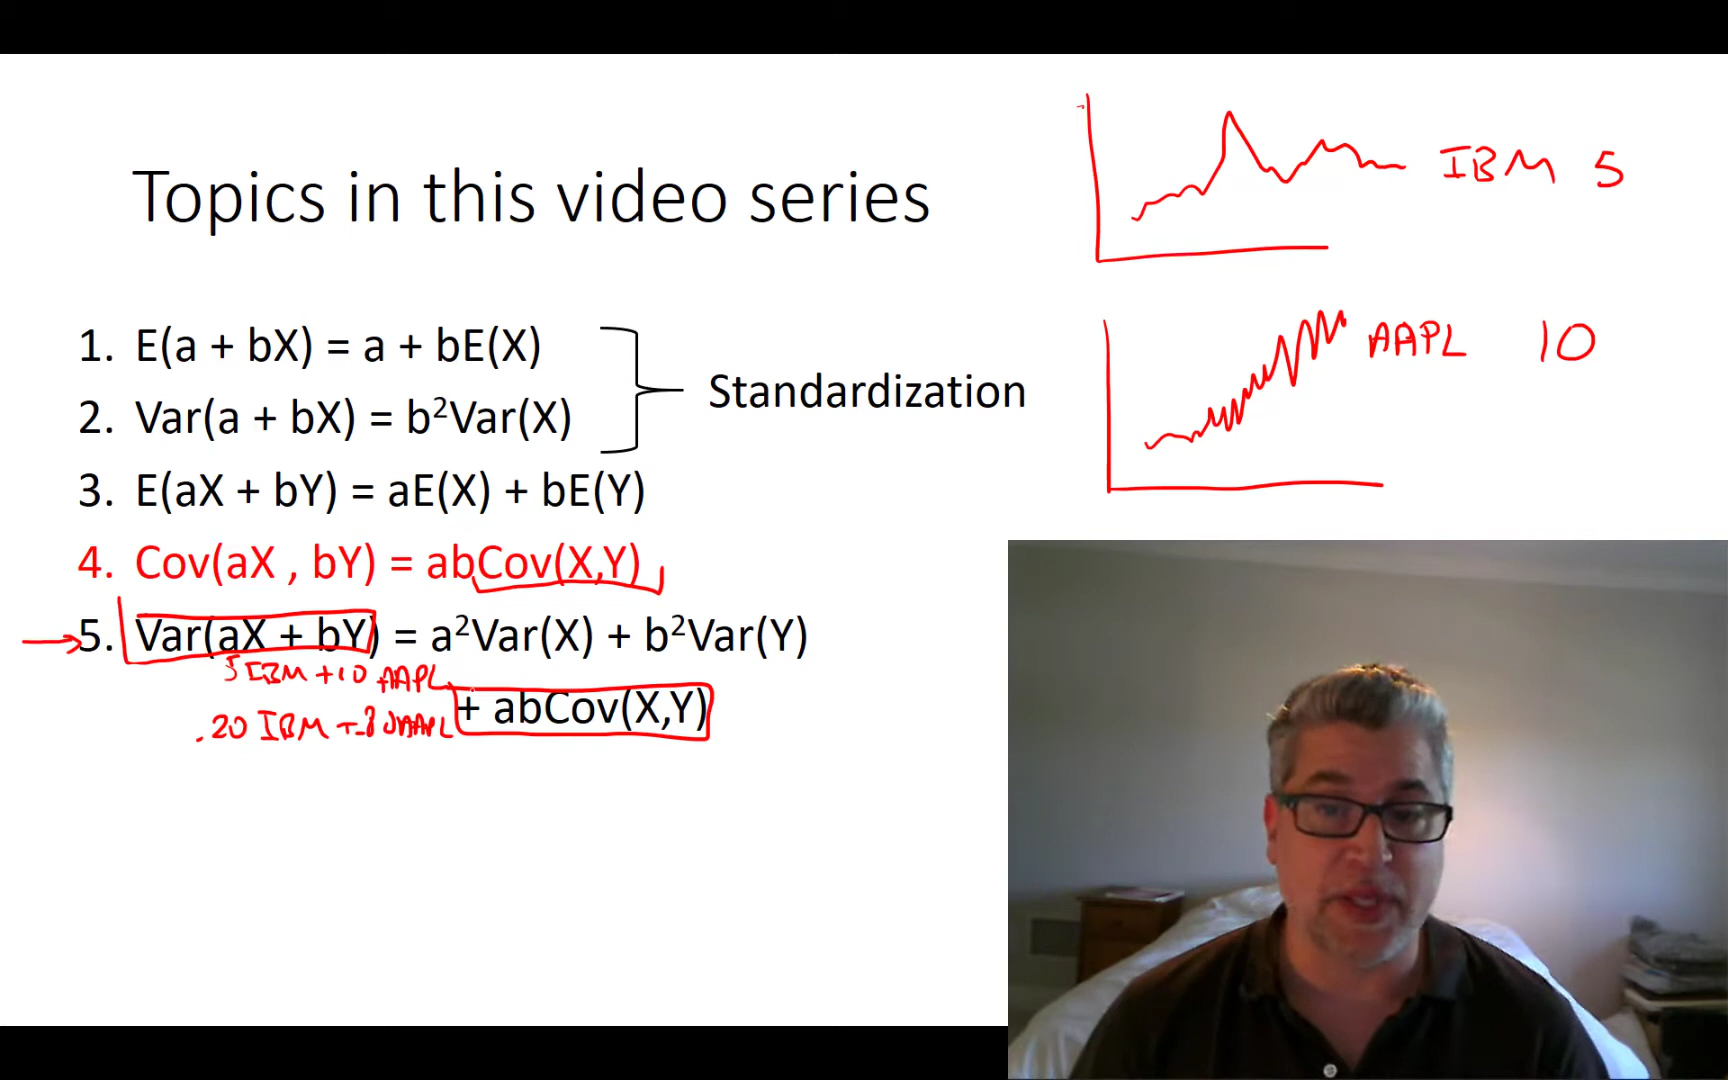 Topics in this video series
1. E(a + bX) = a + bE(X)
2. Var(a + bX) = b²Var(X)
Standardization
3. E(aX + bY) = aE(X) + bE(Y)
4. Cov(aX , bY) = abCov(X,Y)
5. Var(aX + bY) = a²Var(X) + b²Var(Y)
5 IBM + 10 AAPL
+ abCov(X,Y)
.20 IBM + .80 AAPL
IBM 5
AAPL 10